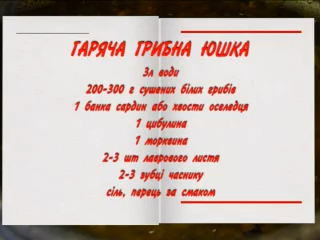 ГАРЯЧА ГРИБНА ЮШКА
3л води
200-300 г сушених білих грибів
1 банка сардин або хвости оселедця
1 цибулина
1 морквина
2-3 шт лаврового листя
2-3 зубці часнику
сіль, перець за смаком